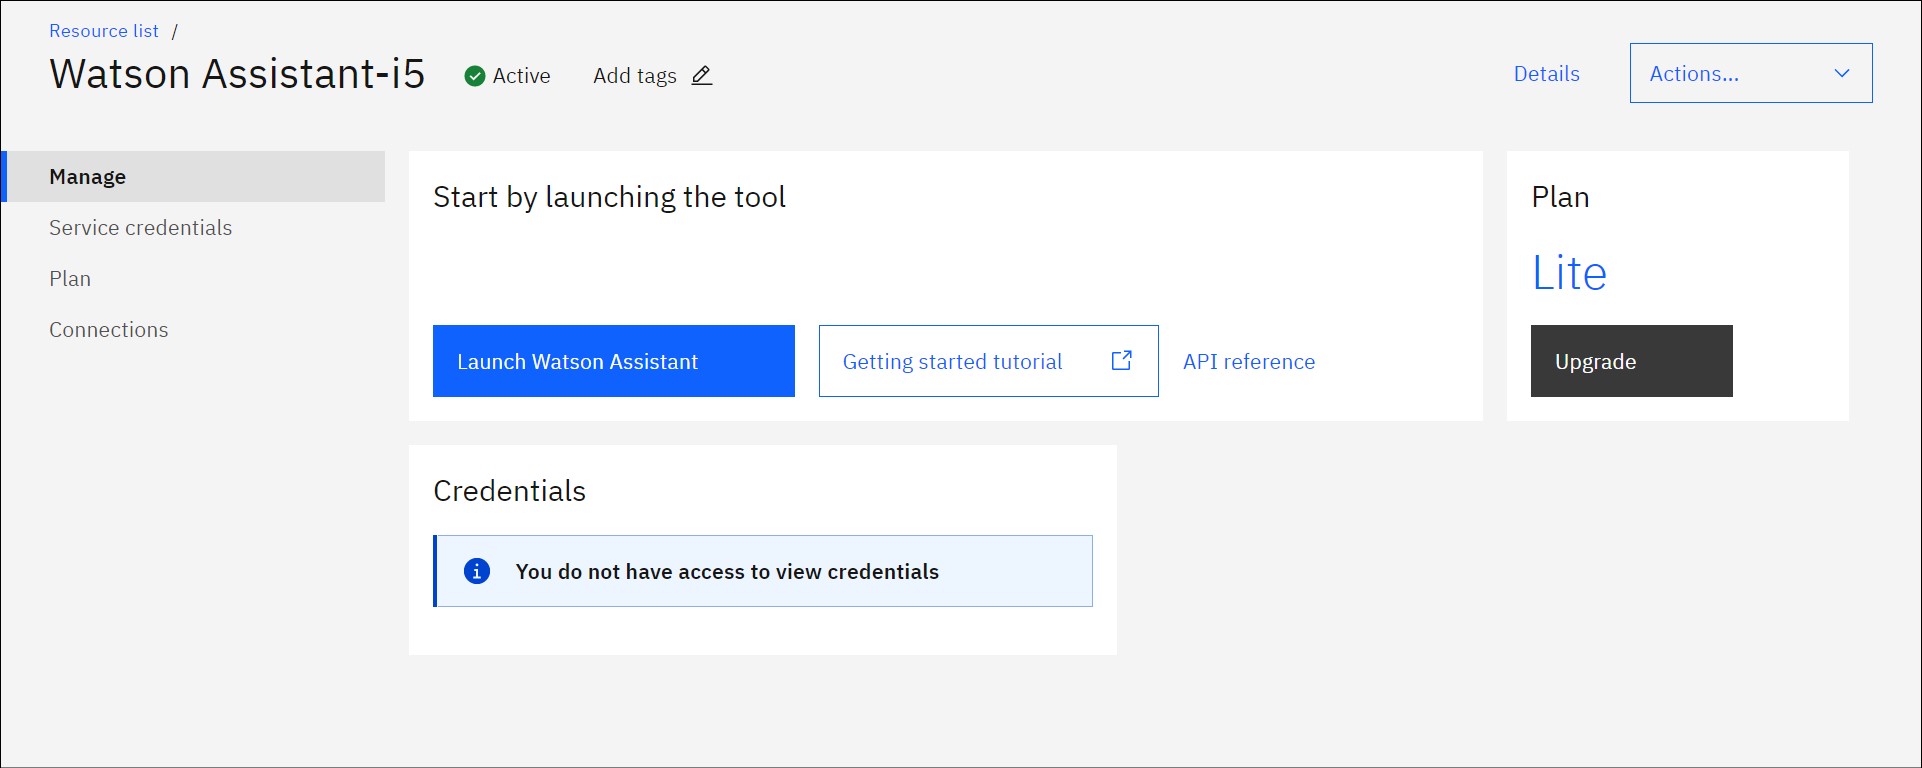 Resource list /
Watson Assistant-i5 Active Add tags
Details Actions...
Manage
Service credentials
Plan
Connections
Start by launching the tool
Launch Watson Assistant Getting started tutorial API reference
Plan
Lite
Upgrade
Credentials
You do not have access to view credentials